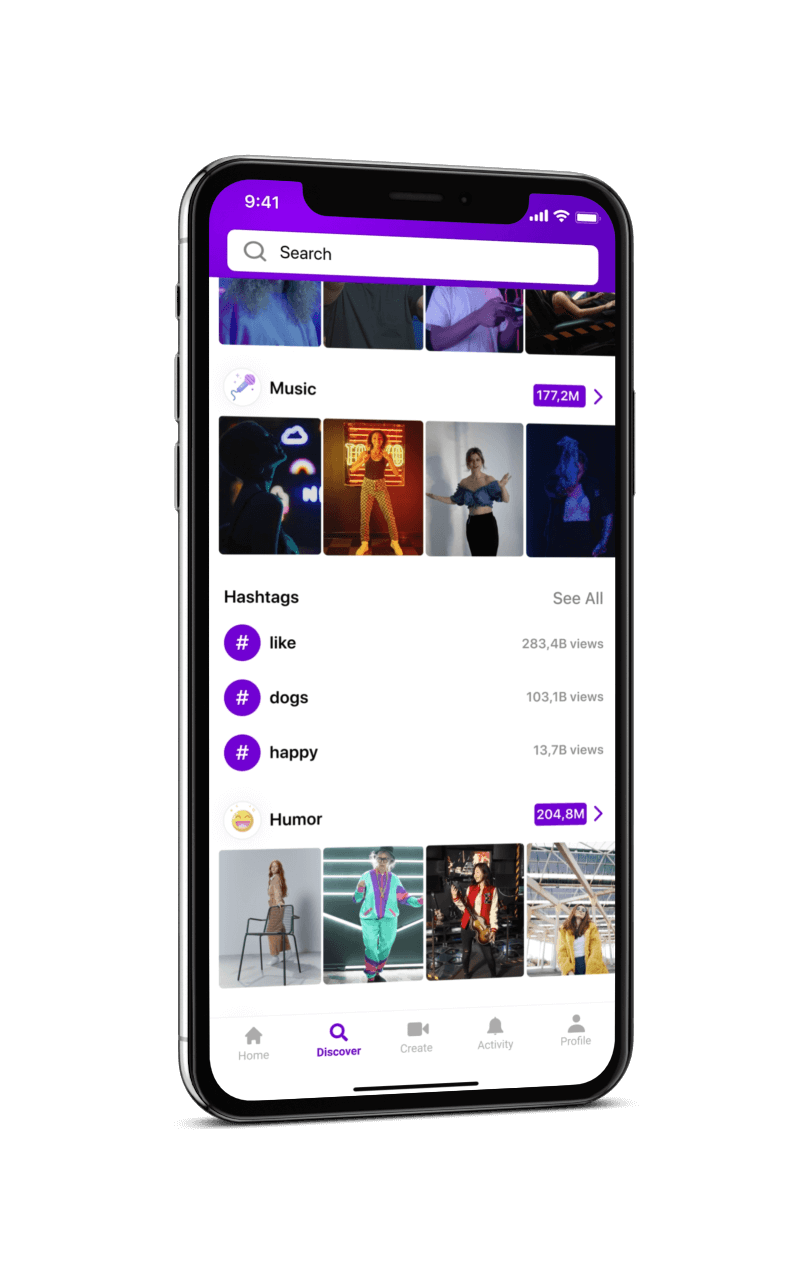 9:41
Search
Music
177,2M
Hashtags
See All
# like
283,4B views
# dogs
103,1B views
# happy
13,7B views
Humor
204,8M
Home
Discover
Create
Activity
Profile